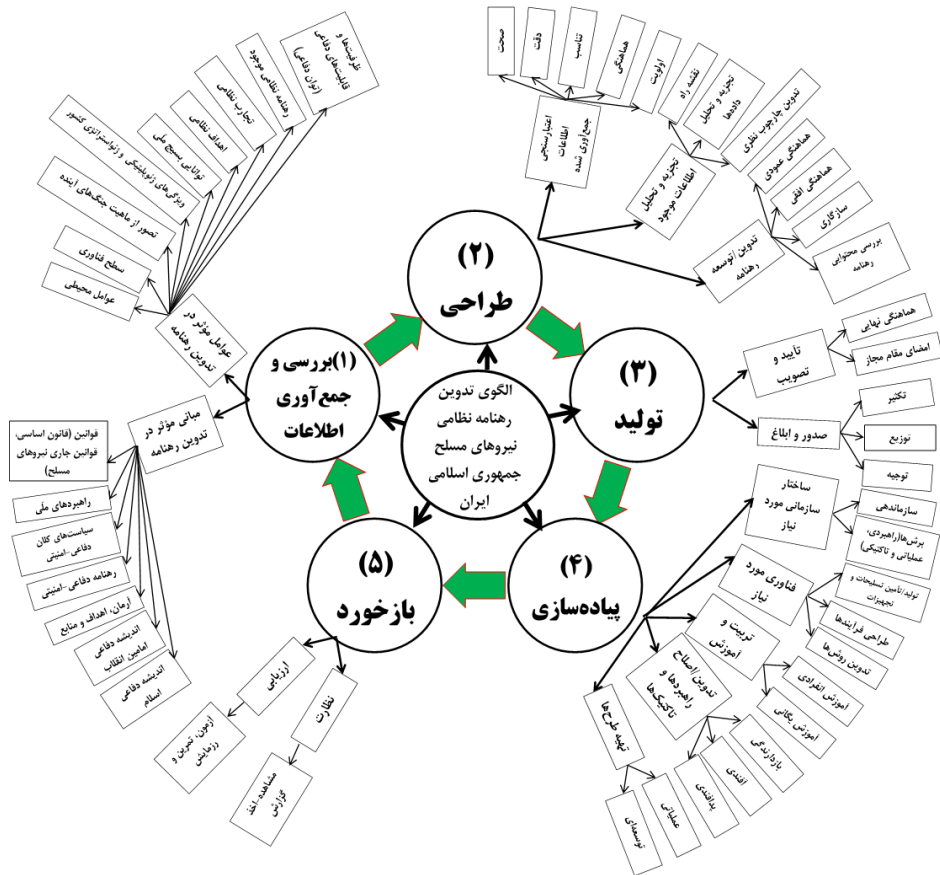 الگوی تدوین
رهنامه نظامی
نیروهای مسلح
جمهوری اسلامی
ایران
(۱)بررسی و
جمع‌آوری
اطلاعات
عوامل مؤثر در
تدوین رهنامه
ظرفیت‌ها و
قابلیت‌های دفاعی
(توان دفاعی)
رهنامه نظامی موجود
تجارب نظامی
اهداف نظامی
توانایی بسیج ملی
ویژگی‌های ژئوپلیتیکی و ژئواستراتژی کشور
تصور از ماهیت جنگ‌های آینده
سطح فناوری
عوامل محیطی
مبانی مؤثر در
تدوین رهنامه
قوانین (قانون اساسی،
قوانین جاری نیروهای
مسلح)
راهبردهای ملی
سیاست‌های کلان
دفاعی-امنیتی
رهنامه دفاعی-امنیتی
آرمان، اهداف و منابع
اندیشه دفاعی
امامین انقلاب
اندیشه دفاعی
اسلام
(۲)
طراحی
اعتبارسنجی
اطلاعات
جمع‌آوری شده
صحت
دقت
تناسب
هماهنگی
اولویت
تجزیه و تحلیل
اطلاعات موجود
نقشه راه
تجزیه و تحلیل
داده‌ها
تدوین چارچوب نظری
تدوین/توسعه
رهنامه
هماهنگی عمودی
هماهنگی افقی
سازگاری
بررسی محتوایی
رهنامه
(۳)
تولید
تأیید و
تصویب
هماهنگی نهایی
امضای مقام مجاز
صدور و ابلاغ
تکثیر
توزیع
توجیه
(۴)
پیاده‌سازی
ساختار
سازمانی مورد
نیاز
سازماندهی
برش‌ها(راهبردی،
عملیاتی و تاکتیکی)
فناوری مورد
نیاز
تولید/تأمین تسلیحات و
تجهیزات
طراحی فرایندها
تدوین روش‌ها
تربیت و
آموزش
آموزش انفرادی
آموزش یگانی
تدوین/اصلاح
راهبردها و
تاکتیک‌ها
بازدارندگی
آفندی
پدافندی
تهیه طرح‌ها
عملیاتی
توسعه‌ای
(۵)
بازخورد
نظارت
مشاهده-اخذ
گزارش
ارزیابی
آزمون، تمرین و
رزمایش